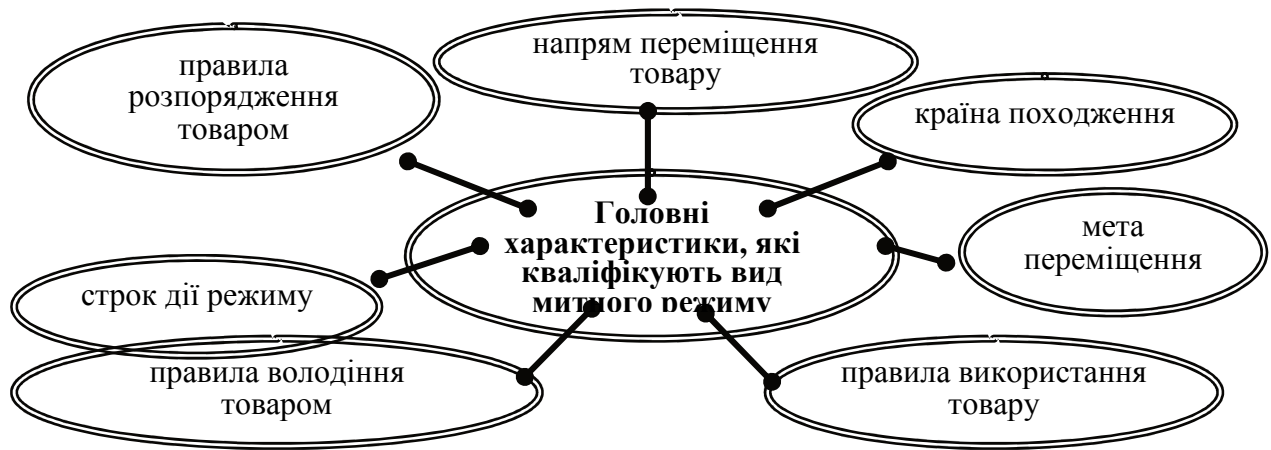 правила
розпорядження
товаром
напрям переміщення
товару
країна походження
мета
переміщення
Головні
характеристики, які
кваліфікують вид
митного режиму
строк дії режиму
правила володіння
товаром
правила використання
товару